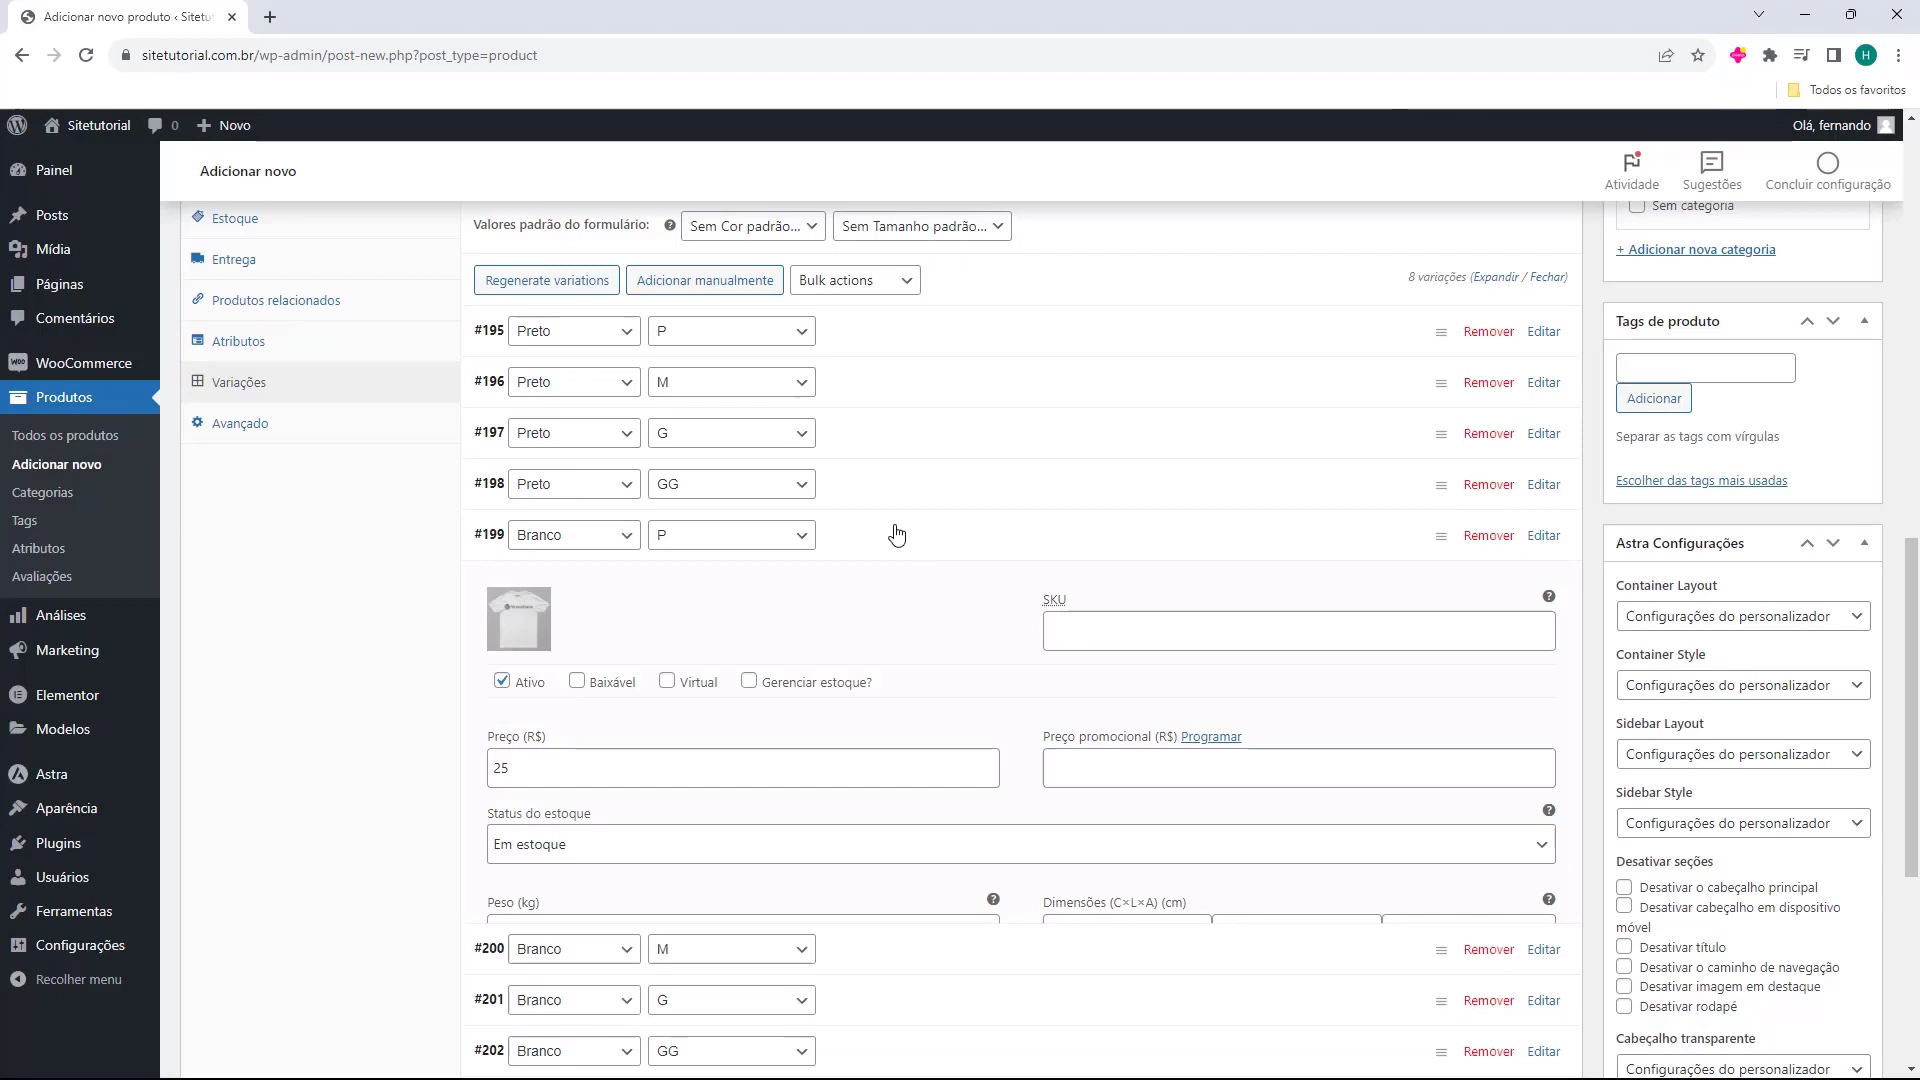 Adicionar novo produto ‹ Sitetu
sitetutorial.com.br/wp-admin/post-new.php?post_type=product
H
Todos os favoritos
Sitetutorial
0
Novo
Olá, fernando
Adicionar novo
Atividade
Sugestões
Concluir configuração
Painel
Posts
Mídia
Páginas
Comentários
WooCommerce
Produtos
Todos os produtos
Adicionar novo
Categorias
Tags
Atributos
Avaliações
Análises
Marketing
Elementor
Modelos
Astra
Aparência
Plugins
Usuários
Ferramentas
Configurações
Recolher menu
Estoque
Entrega
Produtos relacionados
Atributos
Variações
Avançado
Valores padrão do formulário: Sem Cor padrão... Sem Tamanho padrão...
Regenerate variations Adicionar manualmente Bulk actions 8 variações (Expandir / Fechar)
#195 Preto P Remover Editar
#196 Preto M Remover Editar
#197 Preto G Remover Editar
#198 Preto GG Remover Editar
#199 Branco P Remover Editar
SKU
Ativo Baixável Virtual Gerenciar estoque?
Preço (R$) Preço promocional (R$) Programar
25
Status do estoque
Em estoque
Peso (kg) Dimensões (C×L×A) (cm)
#200 Branco M Remover Editar
#201 Branco G Remover Editar
#202 Branco GG Remover Editar
Sem categoria
+ Adicionar nova categoria
Tags de produto
Adicionar
Separar as tags com vírgulas
Escolher das tags mais usadas
Astra Configurações
Container Layout
Configurações do personalizador
Container Style
Configurações do personalizador
Sidebar Layout
Configurações do personalizador
Sidebar Style
Configurações do personalizador
Desativar seções
Desativar o cabeçalho principal
Desativar cabeçalho em dispositivo
móvel
Desativar título
Desativar o caminho de navegação
Desativar imagem em destaque
Desativar rodapé
Cabeçalho transparente
Configurações do personalizador